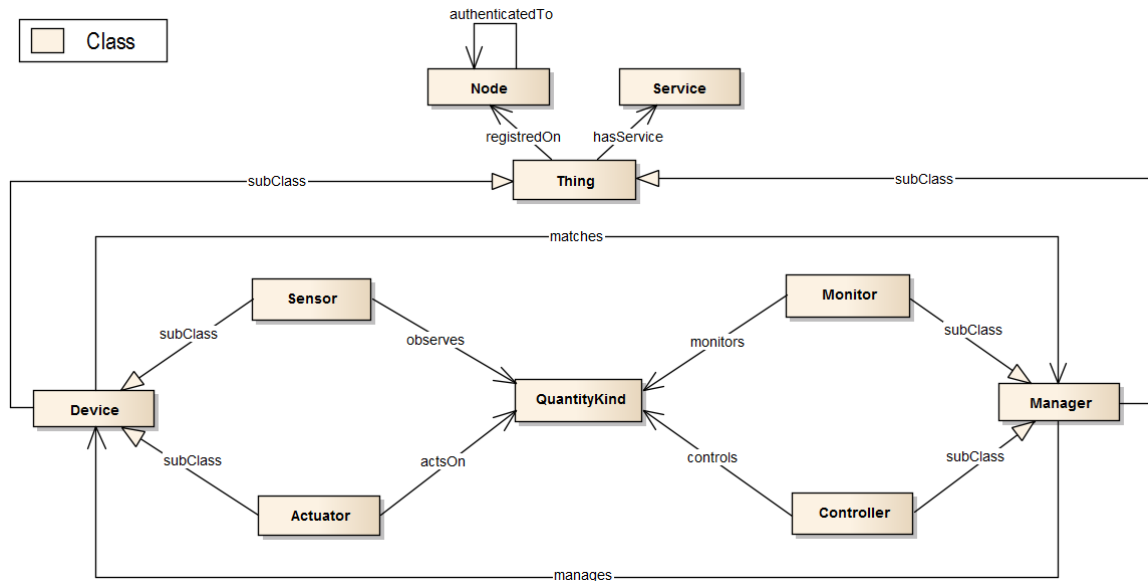 authenticatedTo
Class
Node
Service
registredOn
hasService
Thing
subClass
subClass
matches
Sensor
Monitor
subClass
observes
monitors
subClass
Device
QuantityKind
Manager
subClass
actsOn
controls
subClass
Actuator
Controller
manages